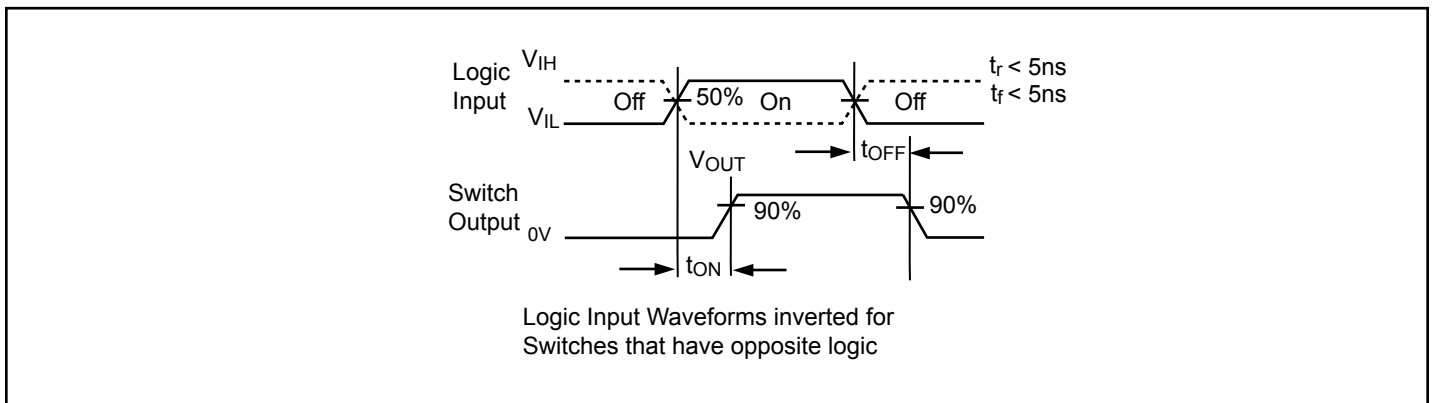 Logic
Input
VIH
VIL
Off
50%
On
Off
tr < 5ns
tf < 5ns
tOFF
VOUT
Switch
Output
0V
90%
90%
tON
Logic Input Waveforms inverted for
Switches that have opposite logic